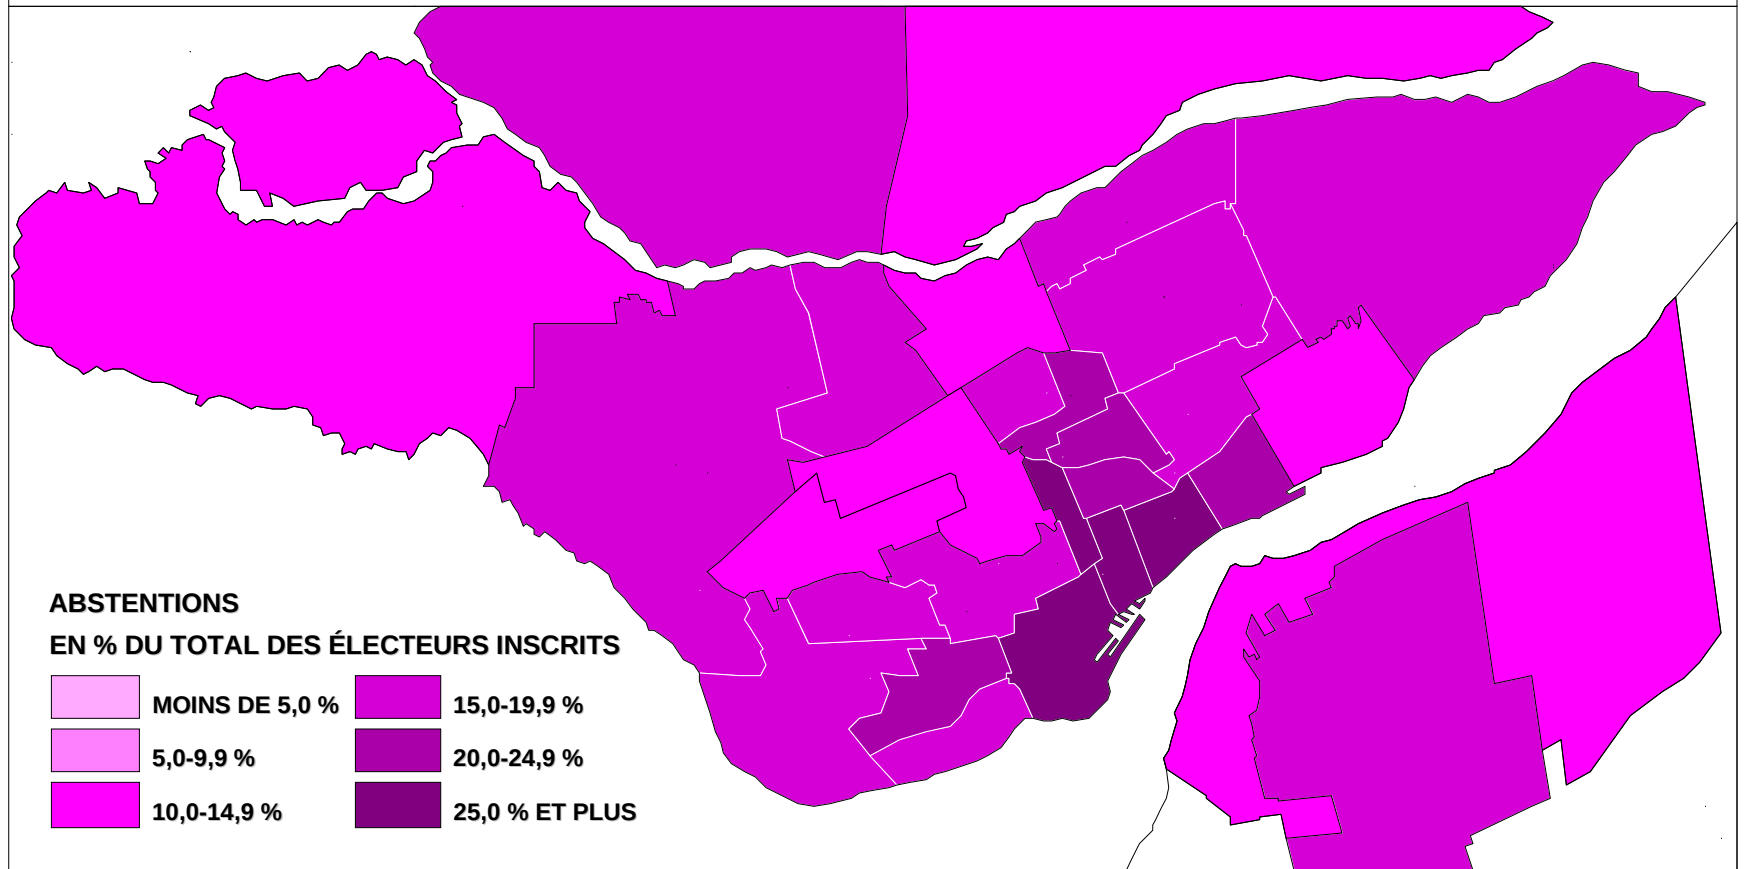 ABSTENTIONS
EN % DU TOTAL DES ÉLECTEURS INSCRITS
MOINS DE 5,0 %
5,0-9,9 %
10,0-14,9 %
15,0-19,9 %
20,0-24,9 %
25,0 % ET PLUS